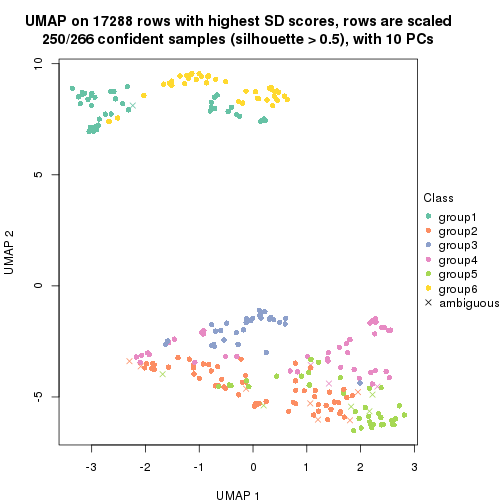 UMAP on 17288 rows with highest SD scores, rows are scaled
250/266 confident samples (silhouette > 0.5), with 10 PCs
10
5
0
-5
UMAP 2
-3
-2
-1
0
1
2
3
UMAP 1
Class
group1
group2
group3
group4
group5
group6
ambiguous